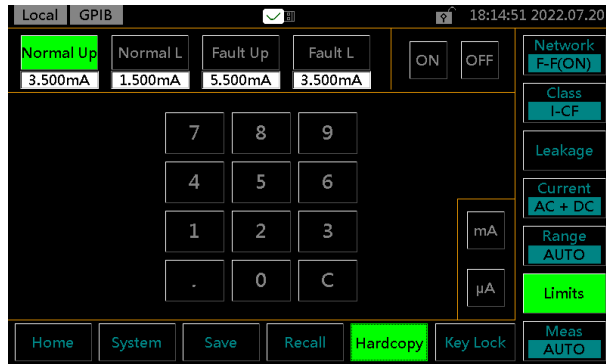 Local GPIB 18:14:51 2022.07.20
Normal Up Normal L Fault Up Fault L ON OFF
3.500mA 1.500mA 5.500mA 3.500mA
Network
F-F(ON)
Class
I-CF
Leakage
Current
AC + DC
Range
AUTO
Limits
Meas
AUTO
7 8 9
4 5 6
1 2 3
. 0 C
mA
µA
Home System Save Recall Hardcopy Key Lock